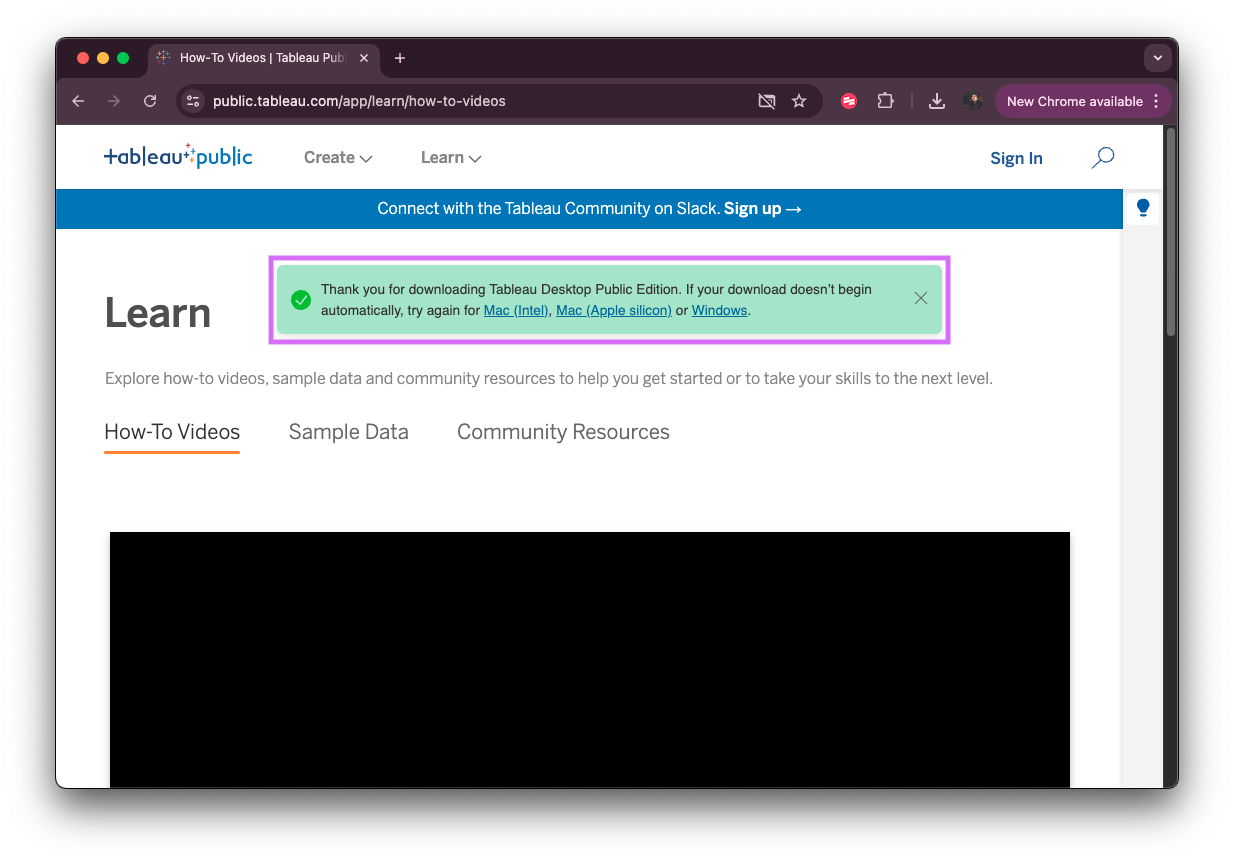 How-To Videos | Tableau Pub
public.tableau.com/app/learn/how-to-videos
New Chrome available
tableau public
Create
Learn
Sign In
Connect with the Tableau Community on Slack. Sign up →
Learn
Thank you for downloading Tableau Desktop Public Edition. If your download doesn’t begin
automatically, try again for Mac (Intel), Mac (Apple silicon) or Windows.
Explore how-to videos, sample data and community resources to help you get started or to take your skills to the next level.
How-To Videos
Sample Data
Community Resources